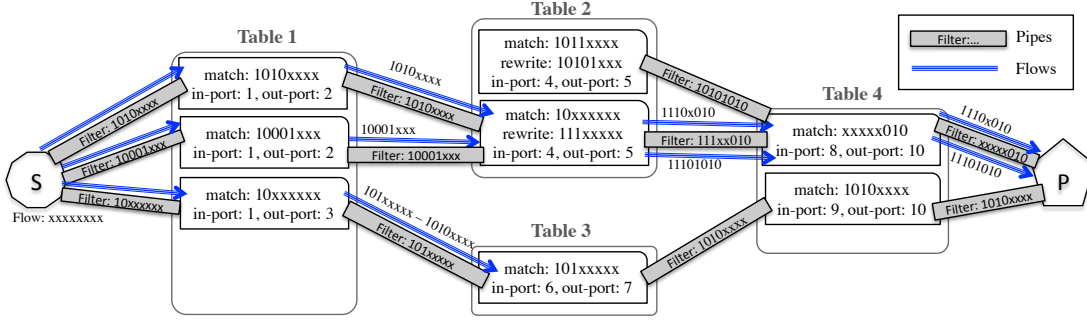 Table 2
Table 1
match: 1011xxxx
rewrite: 10101xxx
in-port: 4, out-port: 5
Filter:...
Pipes
Flows
match: 1010xxxx
in-port: 1, out-port: 2
1010xxxx
Filter: 1010xxxx
Filter: 1010xxxx
Filter: 10101010
Table 4
match: 10001xxx
in-port: 1, out-port: 2
Filter: 10001xxx
10001xxx
Filter: 10001xxx
match: 10xxxxxx
rewrite: 111xxxxx
in-port: 4, out-port: 5
1110x010
Filter: 111xx010
11101010
match: xxxxx010
in-port: 8, out-port: 10
1110x010
Filter: xxxxx010
11101010
S
Flow: xxxxxxxx
Filter: 10xxxxxx
match: 10xxxxxx
in-port: 1, out-port: 3
101xxxxx – 1010xxxx
Filter: 101xxxxx
Table 3
match: 101xxxxx
in-port: 6, out-port: 7
Filter: 1010xxxx
match: 1010xxxx
in-port: 9, out-port: 10
Filter: 1010xxxx
P